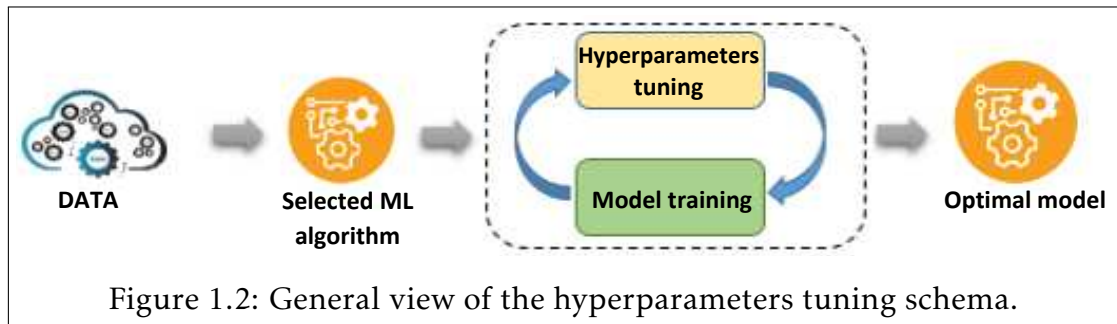 Hyperparameters
tuning
DATA
Selected ML
algorithm
Model training
Optimal model
Figure 1.2: General view of the hyperparameters tuning schema.